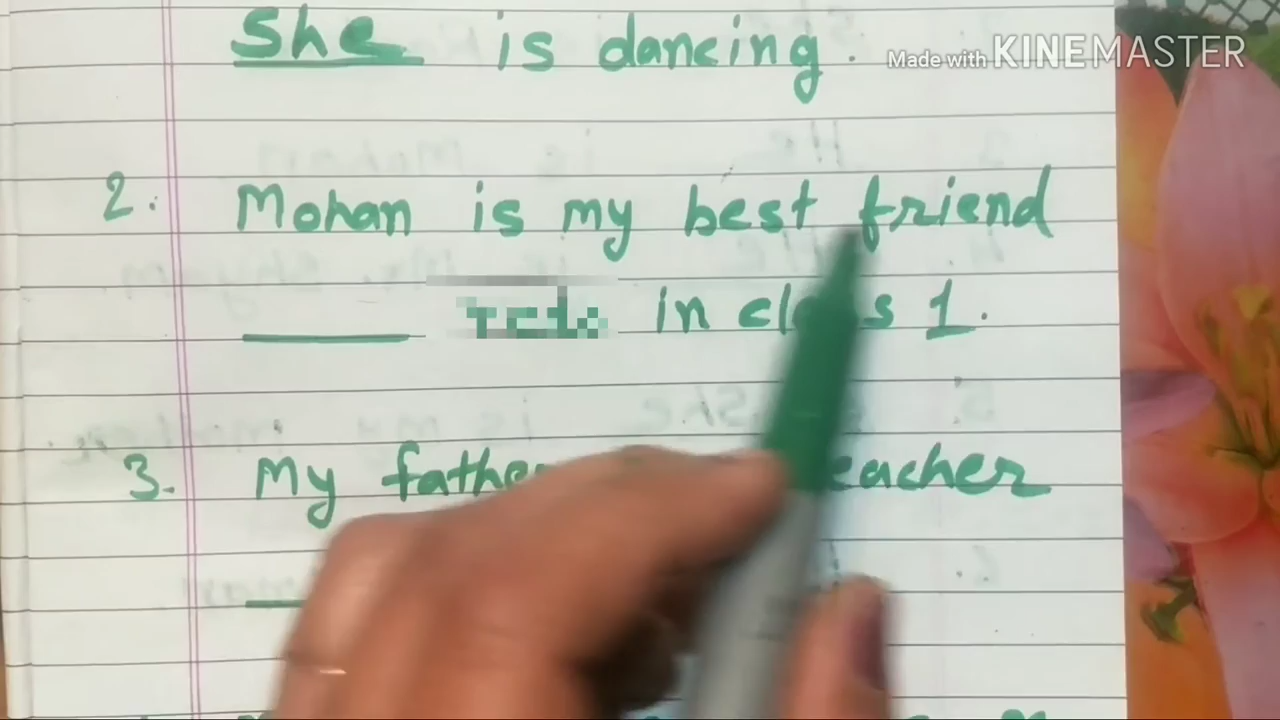 She is dancing.
Made with KINEMASTER
2. Mohan is my best friend
in class 1.
3. My father teacher